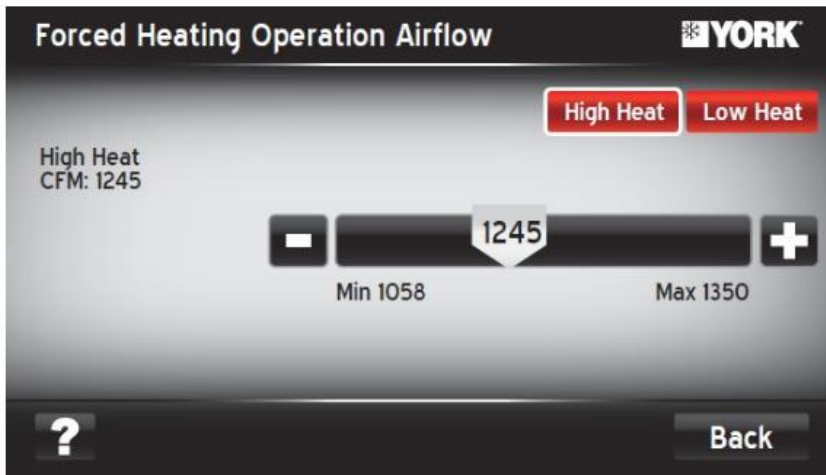 Forced Heating Operation Airflow
YORK
High Heat Low Heat
High Heat
CFM: 1245
- 1245 +
Min 1058 Max 1350
? Back